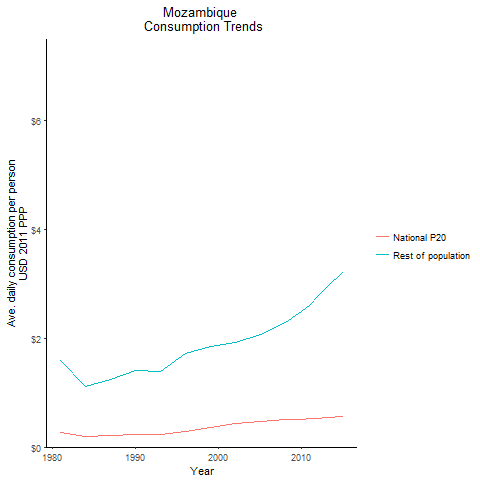 Mozambique
Consumption Trends
Ave. daily consumption per person
USD 2011 PPP
$6
$4
$2
$0
1980
1990
2000
2010
Year
National P20
Rest of population